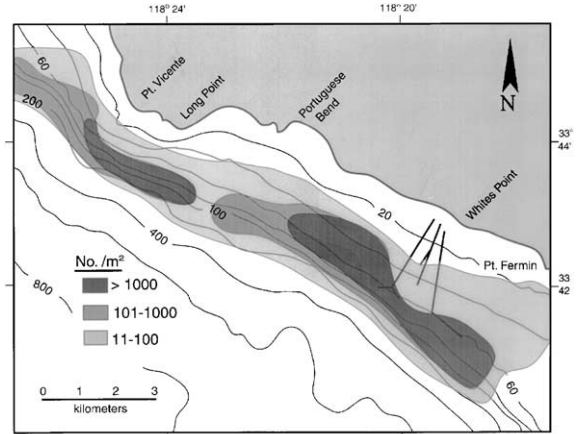 118° 24'
118° 20'
60
200
Pt. Vicente
Long Point
Portuguese
Bend
N
33°
44'
100
20
Whites Point
400
Pt. Fermin
No. /m²
> 1000
101-1000
11-100
800
33
42
60
0 1 2 3
kilometers